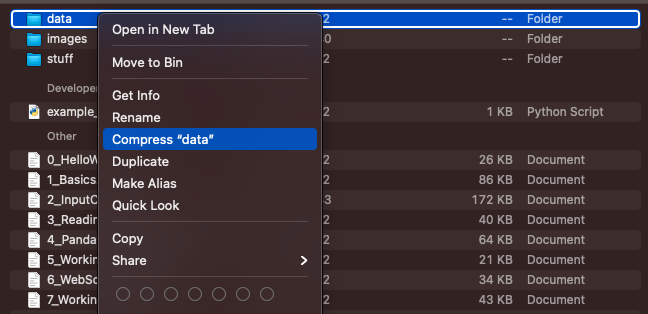 data 2 -- Folder
images 0 -- Folder
stuff 2 -- Folder
Open in New Tab
Move to Bin
Get Info
Rename
Compress “data”
Duplicate
Make Alias
Quick Look
Copy
Share
Develope
example_ 2 1 KB Python Script
Other
0_HelloW 2 26 KB Document
1_Basics 2 86 KB Document
2_InputO 3 172 KB Document
3_Readin 2 40 KB Document
4_Panda 2 64 KB Document
5_Workin 2 21 KB Document
6_WebSc 2 34 KB Document
7_Workin 2 43 KB Document